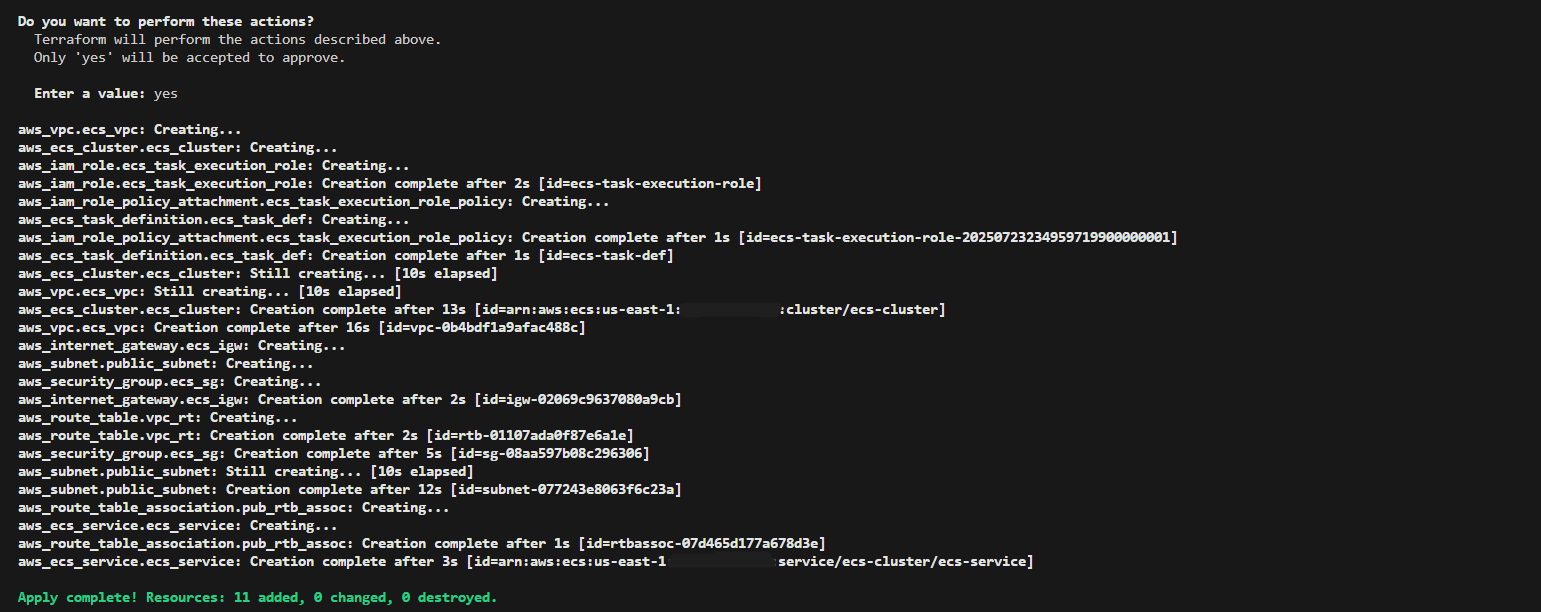 Do you want to perform these actions?
Terraform will perform the actions described above.
Only 'yes' will be accepted to approve.
Enter a value: yes
aws_vpc.ecs_vpc: Creating...
aws_ecs_cluster.ecs_cluster: Creating...
aws_iam_role.ecs_task_execution_role: Creating...
aws_iam_role.ecs_task_execution_role: Creation complete after 2s [id=ecs-task-execution-role]
aws_iam_role_policy_attachment.ecs_task_execution_role_policy: Creating...
aws_ecs_task_definition.ecs_task_def: Creating...
aws_iam_role_policy_attachment.ecs_task_execution_role_policy: Creation complete after 1s [id=ecs-task-execution-role-20250723234959719900000001]
aws_ecs_task_definition.ecs_task_def: Creation complete after 1s [id=ecs-task-def]
aws_ecs_cluster.ecs_cluster: Still creating... [10s elapsed]
aws_vpc.ecs_vpc: Still creating... [10s elapsed]
aws_ecs_cluster.ecs_cluster: Creation complete after 13s [id=arn:aws:ecs:us-east-1: :cluster/ecs-cluster]
aws_vpc.ecs_vpc: Creation complete after 16s [id=vpc-0b4bdf1a9afac488c]
aws_internet_gateway.ecs_igw: Creating...
aws_subnet.public_subnet: Creating...
aws_security_group.ecs_sg: Creating...
aws_internet_gateway.ecs_igw: Creation complete after 2s [id=igw-02069c9637080a9cb]
aws_route_table.vpc_rt: Creating...
aws_route_table.vpc_rt: Creation complete after 2s [id=rtb-01107ada0f87e6a1e]
aws_security_group.ecs_sg: Creation complete after 5s [id=sg-08aa597b08c296306]
aws_subnet.public_subnet: Still creating... [10s elapsed]
aws_subnet.public_subnet: Creation complete after 12s [id=subnet-077243e8063f6c23a]
aws_route_table_association.pub_rtb_assoc: Creating...
aws_ecs_service.ecs_service: Creating...
aws_route_table_association.pub_rtb_assoc: Creation complete after 1s [id=rtbassoc-07d465d177a678d3e]
aws_ecs_service.ecs_service: Creation complete after 3s [id=arn:aws:ecs:us-east-1 service/ecs-cluster/ecs-service]
Apply complete! Resources: 11 added, 0 changed, 0 destroyed.